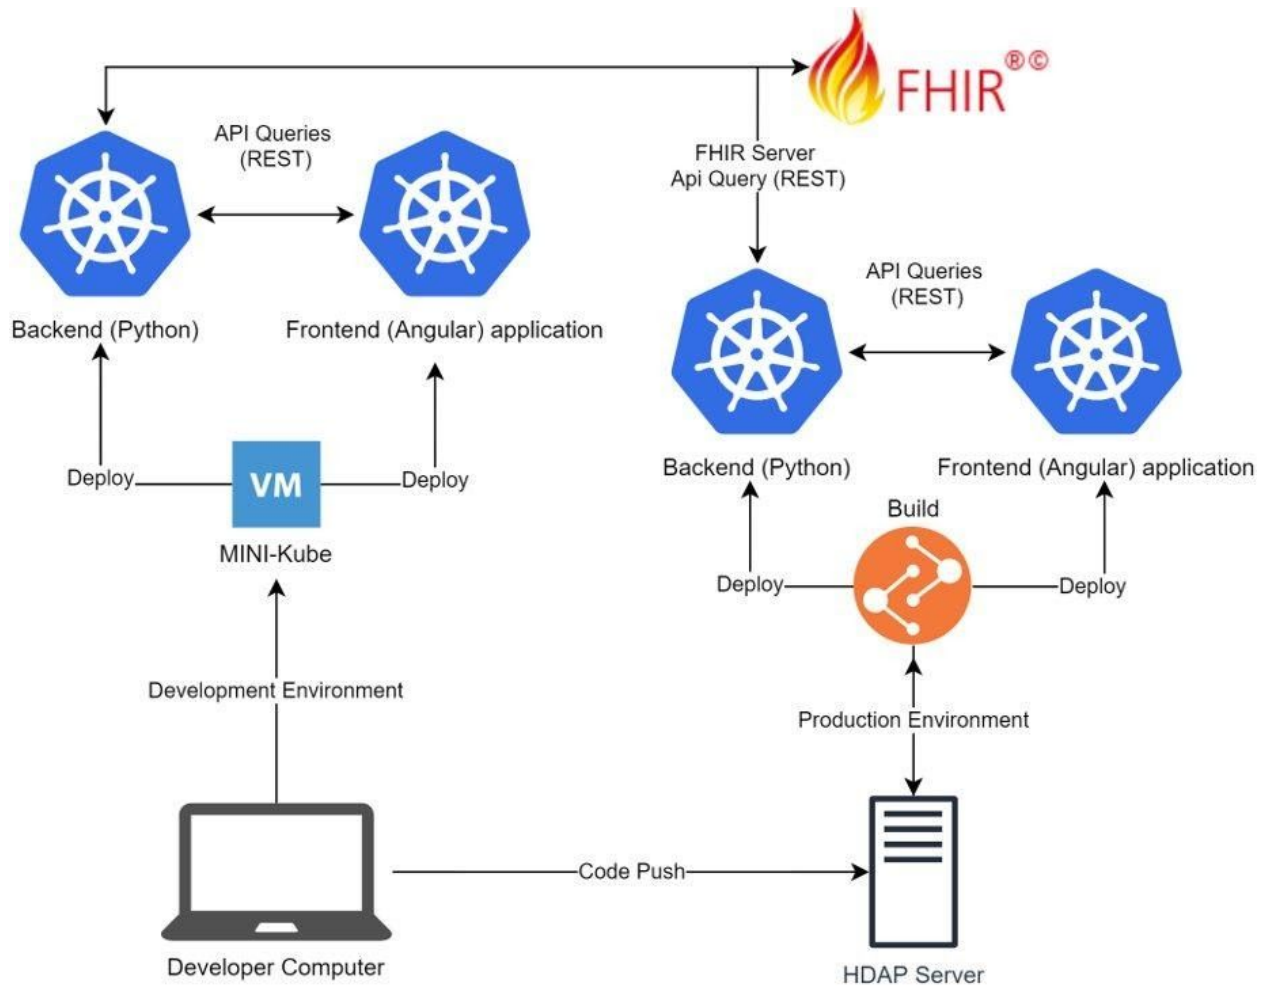 FHIR®©
API Queries
(REST)
FHIR Server
Api Query (REST)
API Queries
(REST)
Backend (Python)
Frontend (Angular) application
Deploy
VM
Deploy
MINI-Kube
Backend (Python)
Frontend (Angular) application
Build
Deploy
Deploy
Development Environment
Production Environment
Code Push
Developer Computer
HDAP Server